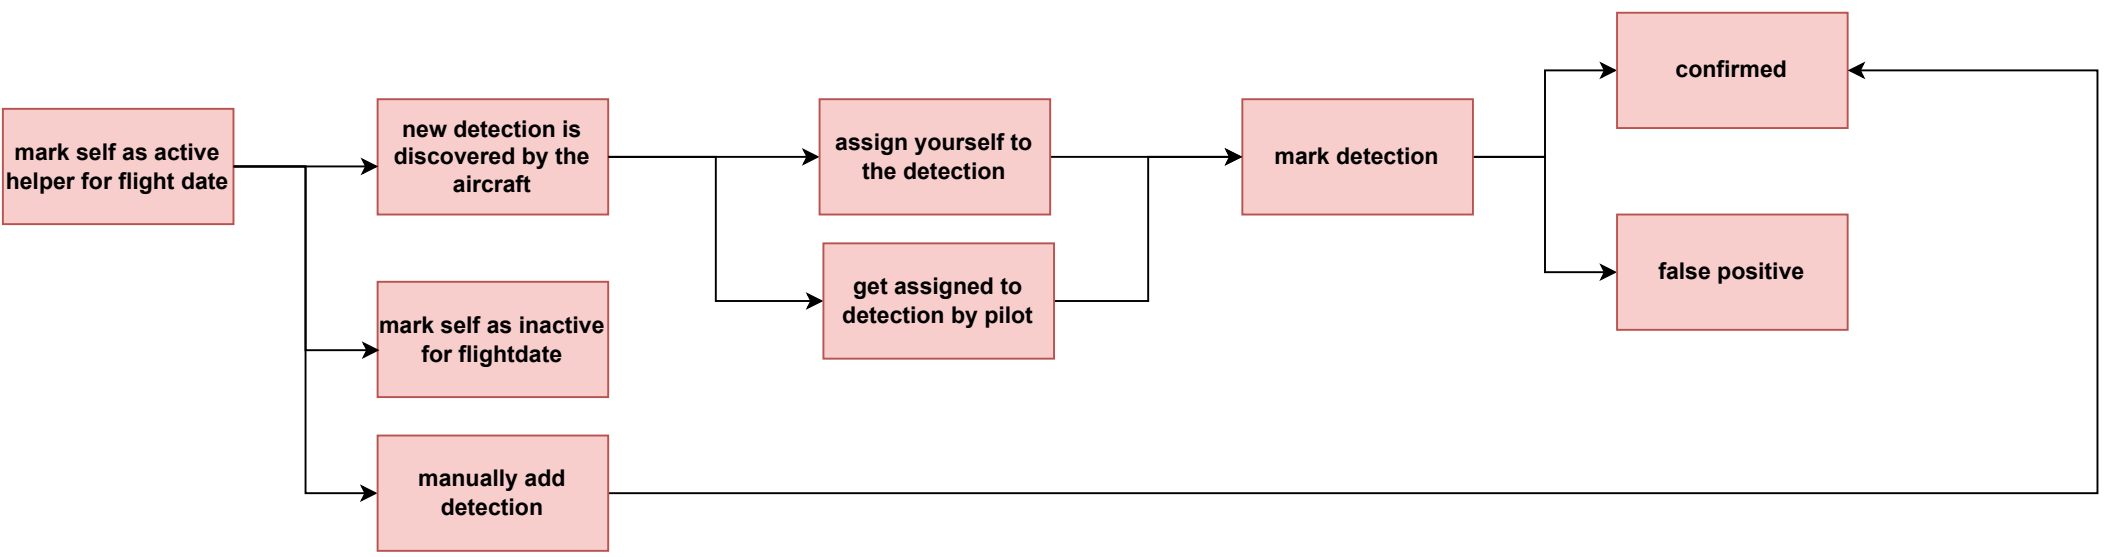 mark self as active
helper for flight date
new detection is
discovered by the
aircraft
mark self as inactive
for flightdate
manually add
detection
assign yourself to
the detection
get assigned to
detection by pilot
mark detection
confirmed
false positive